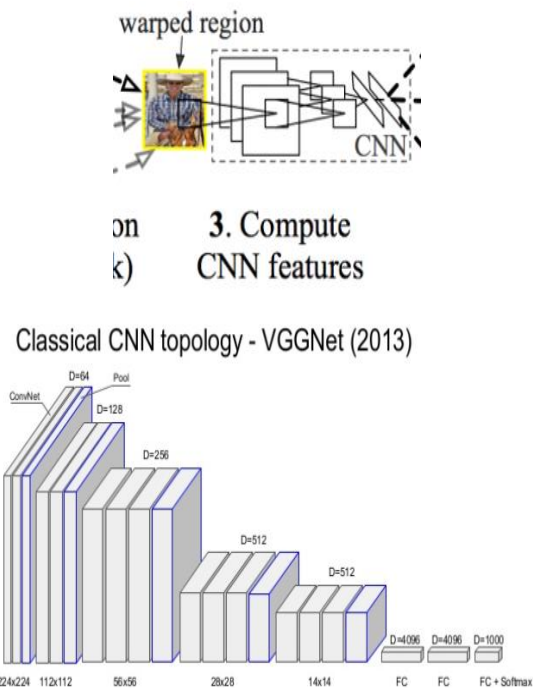 warped region
CNN
on
3. Compute
k)
CNN features
Classical CNN topology - VGGNet (2013)
D=64
Pool
ConvNet
D=128
D=256
D=512
D=512
D=4096
D=4096
D=1000
224x224
112x112
56x56
28x28
14x14
FC
FC
FC + Softmax